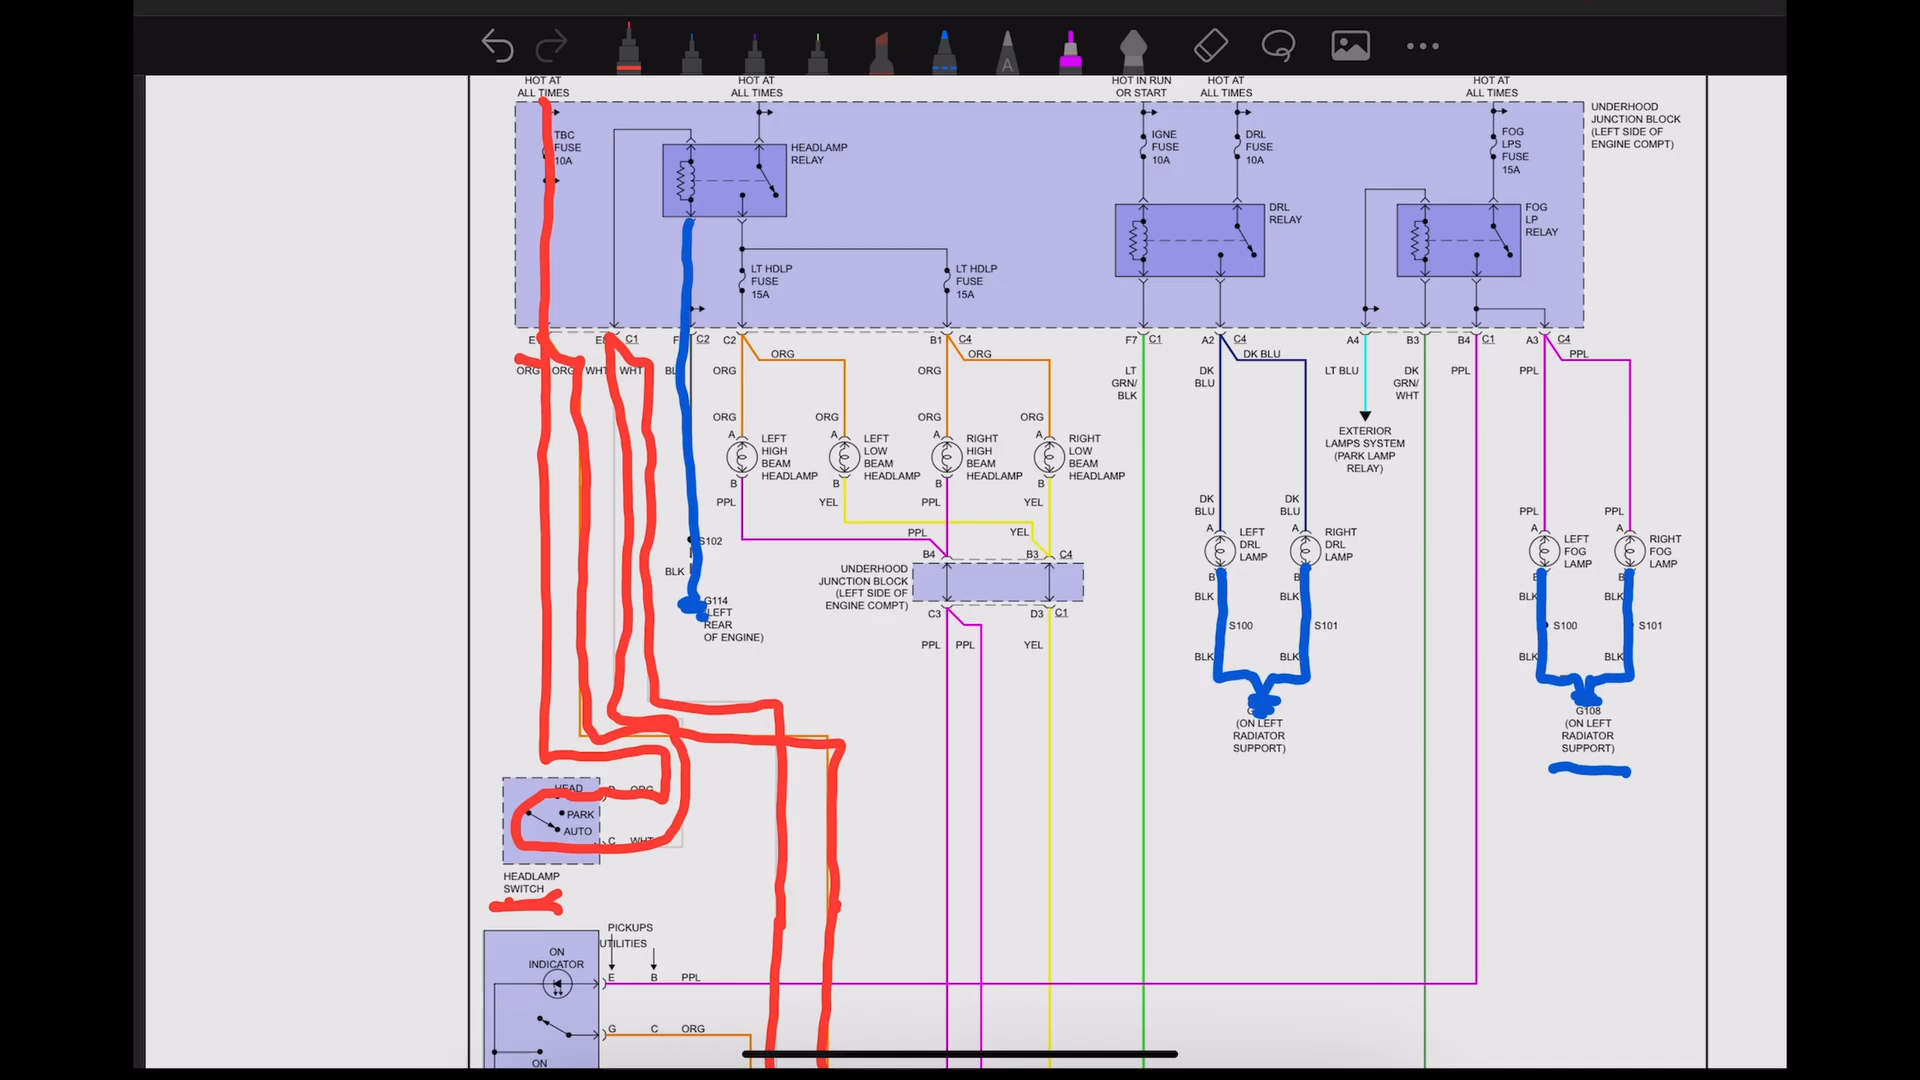 A
HOT AT
ALL TIMES
HOT AT
ALL TIMES
HOT IN RUN
OR START
HOT AT
ALL TIMES
HOT AT
ALL TIMES
UNDERHOOD
JUNCTION BLOCK
(LEFT SIDE OF
ENGINE COMPT)
TBC
FUSE
10A
HEADLAMP
RELAY
IGNE
FUSE
10A
DRL
FUSE
10A
FOG
LPS
FUSE
15A
DRL
RELAY
FOG
LP
RELAY
LT HDLP
FUSE
15A
LT HDLP
FUSE
15A
C1
C2
C2
B1
C4
F7
C1
A2
C4
A4
B3
B4
C1
A3
C4
ORG
ORG
DK BLU
PPL
ORG
ORG
WHT
WHT
ORG
ORG
LT
GRN/
BLK
DK
BLU
LT BLU
DK
GRN/
WHT
PPL
PPL
ORG
ORG
ORG
ORG
A
LEFT
HIGH
BEAM
HEADLAMP
A
LEFT
LOW
BEAM
HEADLAMP
A
RIGHT
HIGH
BEAM
HEADLAMP
A
RIGHT
LOW
BEAM
HEADLAMP
EXTERIOR
LAMPS SYSTEM
(PARK LAMP
RELAY)
B
B
B
B
PPL
YEL
PPL
YEL
DK
BLU
DK
BLU
PPL
PPL
A
LEFT
DRL
LAMP
A
RIGHT
DRL
LAMP
A
LEFT
FOG
LAMP
A
RIGHT
FOG
LAMP
PPL
YEL
S102
B4
B3
C4
BLK
UNDERHOOD
JUNCTION BLOCK
(LEFT SIDE OF
ENGINE COMPT)
B
BLK
BLK
BLK
BLK
G114
(LEFT
REAR
OF ENGINE)
C3
D3
C1
S100
S101
S100
S101
PPL
PPL
YEL
BLK
BLK
BLK
BLK
(ON LEFT
RADIATOR
SUPPORT)
G108
(ON LEFT
RADIATOR
SUPPORT)
HEAD
ORG
PARK
AUTO
C
WHT
HEADLAMP
SWITCH
PICKUPS
UTILITIES
ON
INDICATOR
E
B
PPL
G
C
ORG
ON